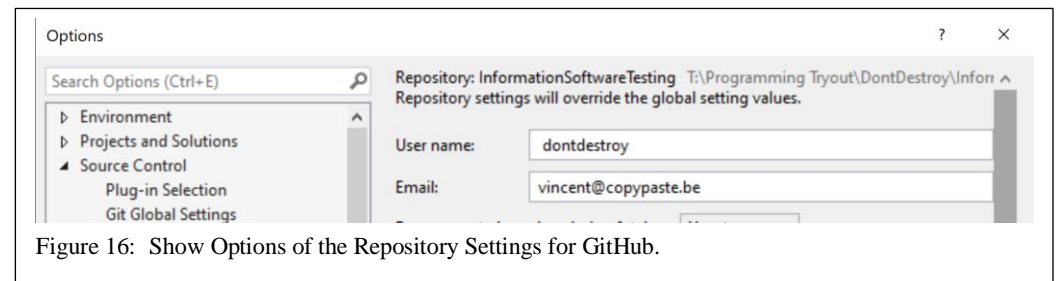 Options ? ×
Search Options (Ctrl+E)
Environment
Projects and Solutions
Source Control
Plug-in Selection
Git Global Settings
Repository: InformationSoftwareTesting T:\Programming Tryout\DontDestroy\Inforr
Repository settings will override the global setting values.
User name: dontdestroy
Email: vincent@copypaste.be
Figure 16: Show Options of the Repository Settings for GitHub.